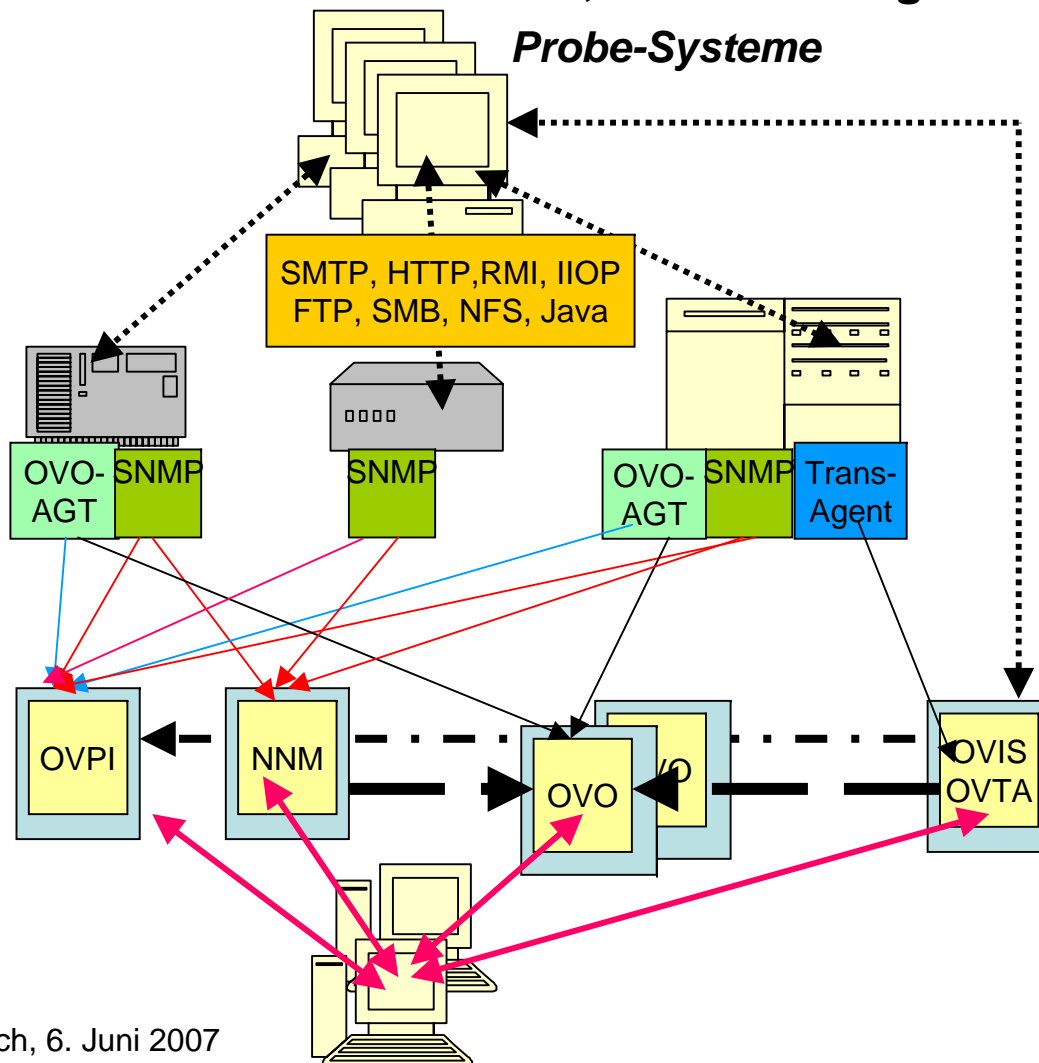 Probe-Systeme
SMTP, HTTP,RMI, IIOP
FTP, SMB, NFS, Java
OVO-
AGT
SNMP
SNMP
OVO-
AGT
SNMP
Trans-
Agent
OVPI
NNM
OVO
OVIS
OVTA
6. Juni 2007